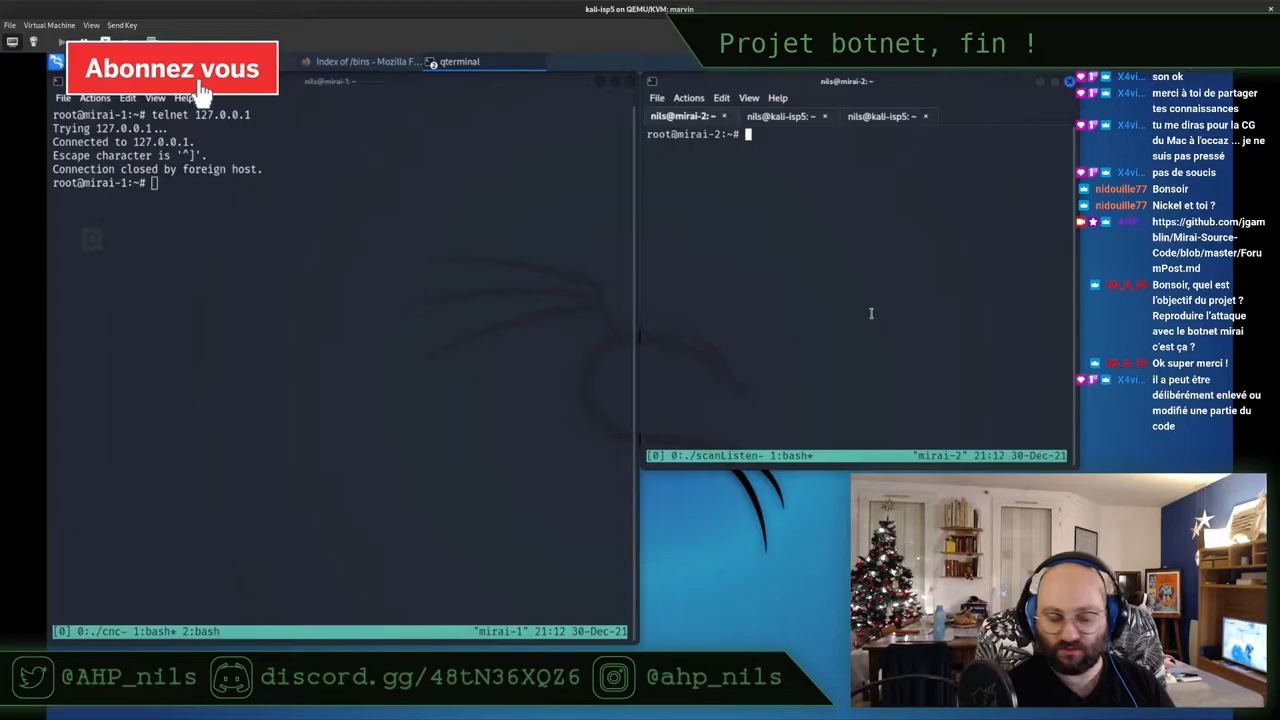 kali-isp5 on QEMU/KVM: marvin
File Virtual Machine View Send Key
Projet botnet, fin !
Abonnez vous
Index of /bins - Mozilla F...
qterminal
nils@mirai-1: ~
File Actions Edit View Help
root@mirai-1:~# telnet 127.0.0.1
Trying 127.0.0.1...
Connected to 127.0.0.1.
Escape character is '^]'.
Connection closed by foreign host.
root@mirai-1:~#
[0] 0:./cnc- 1:bash* 2:bash "mirai-1" 21:12 30-Dec-21
nils@mirai-2: ~
File Actions Edit View Help
nils@mirai-2: ~ × nils@kali-isp5: ~ × nils@kali-isp5: ~ ×
root@mirai-2:~#
[0] 0:./scanListen- 1:bash* "mirai-2" 21:12 30-Dec-21
X4vi... son ok
X4vi... merci à toi de partager
tes connaissances
X4vi... tu me diras pour la CG
du Mac à l'occaz ... je ne
suis pas pressé
X4vi... pas de soucis
nidouille77 Bonsoir
nidouille77 Nickel et toi ?
https://github.com/jgam
blin/Mirai-Source-
Code/blob/master/Foru
mPost.md
Bonsoir, quel est
l'objectif du projet ?
Reproduire l'attaque
avec le botnet mirai
c'est ça ?
Ok super merci !
X4vi... il a peut être
délibérément enlevé ou
modifié une partie du
code
@AHP_nils discord.gg/48tN36XQZ6 @ahp_nils